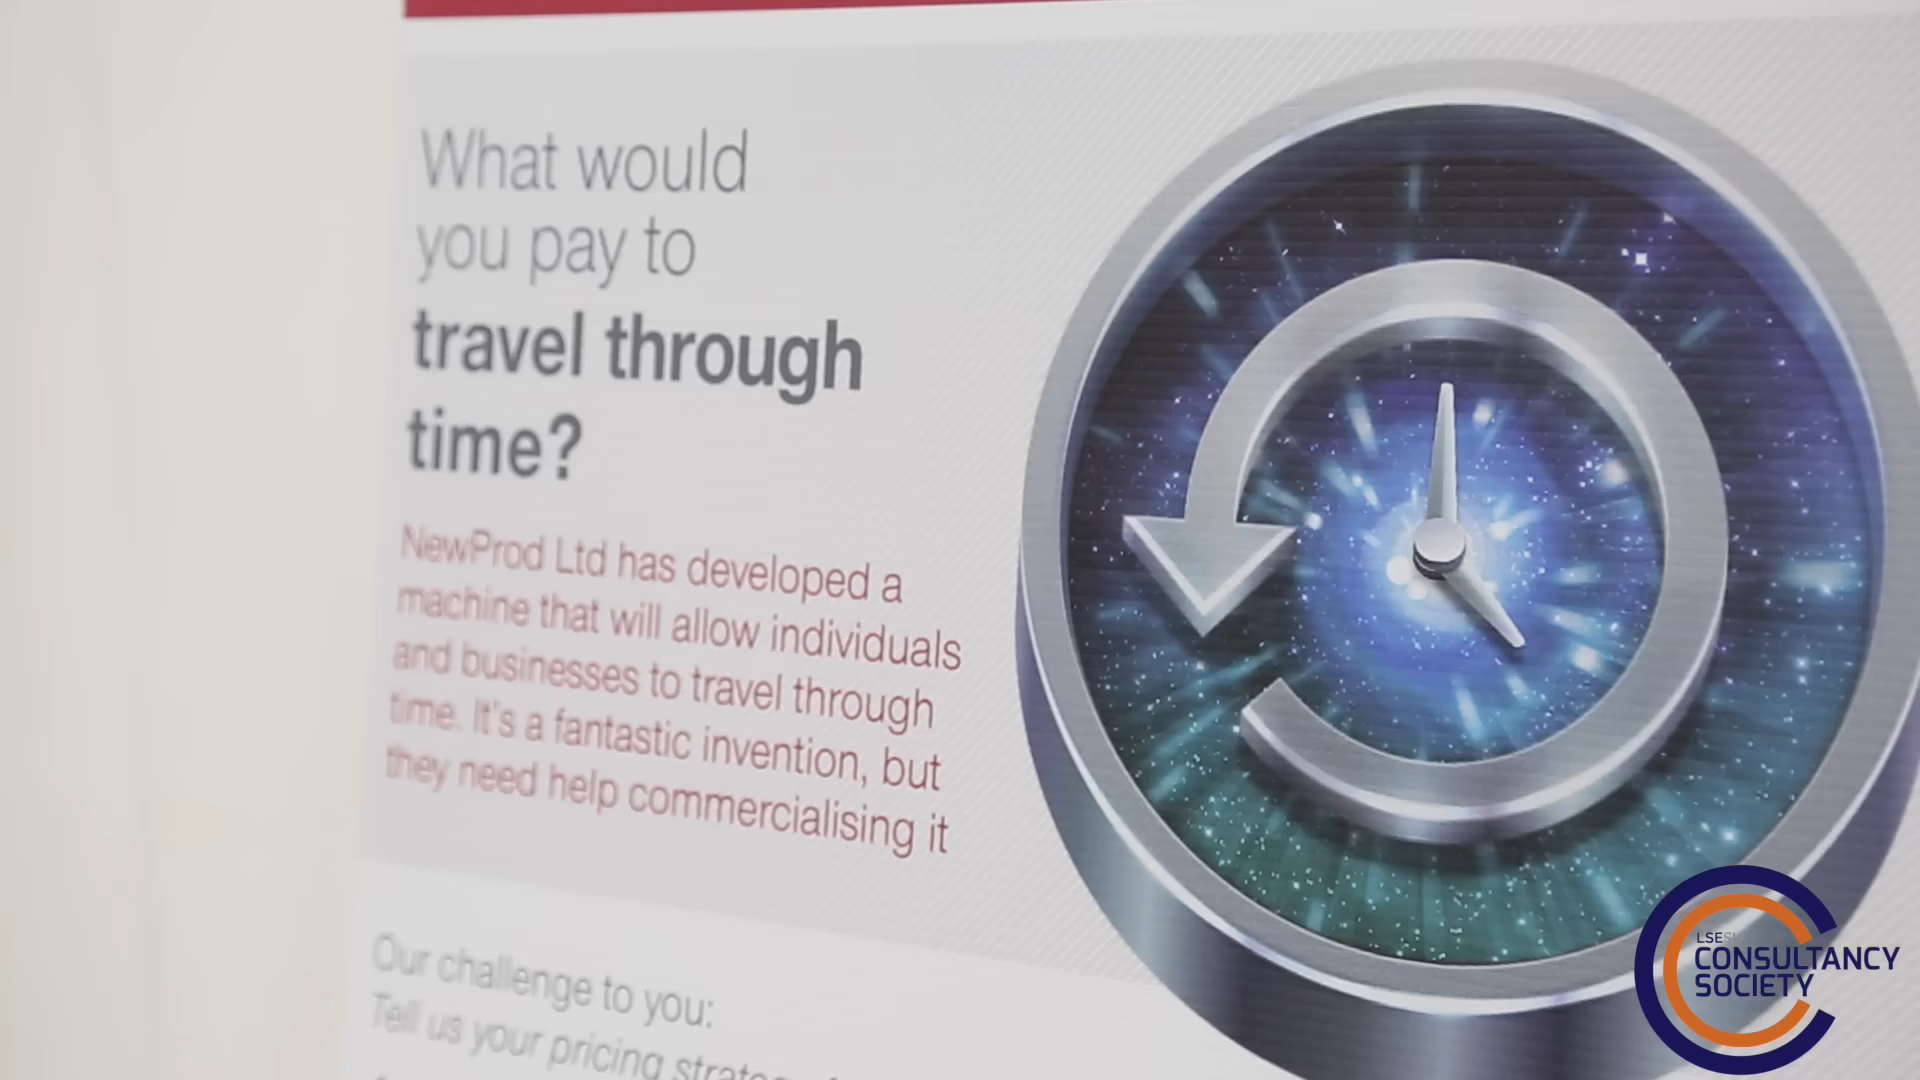 What would
you pay to
travel through
time?
NewProd Ltd has developed a
machine that will allow individuals
and businesses to travel through
time. It's a fantastic invention, but
they need help commercialising it
Our challenge to you:
Tell us your pricing
LSESU
CONSULTANCY
SOCIETY